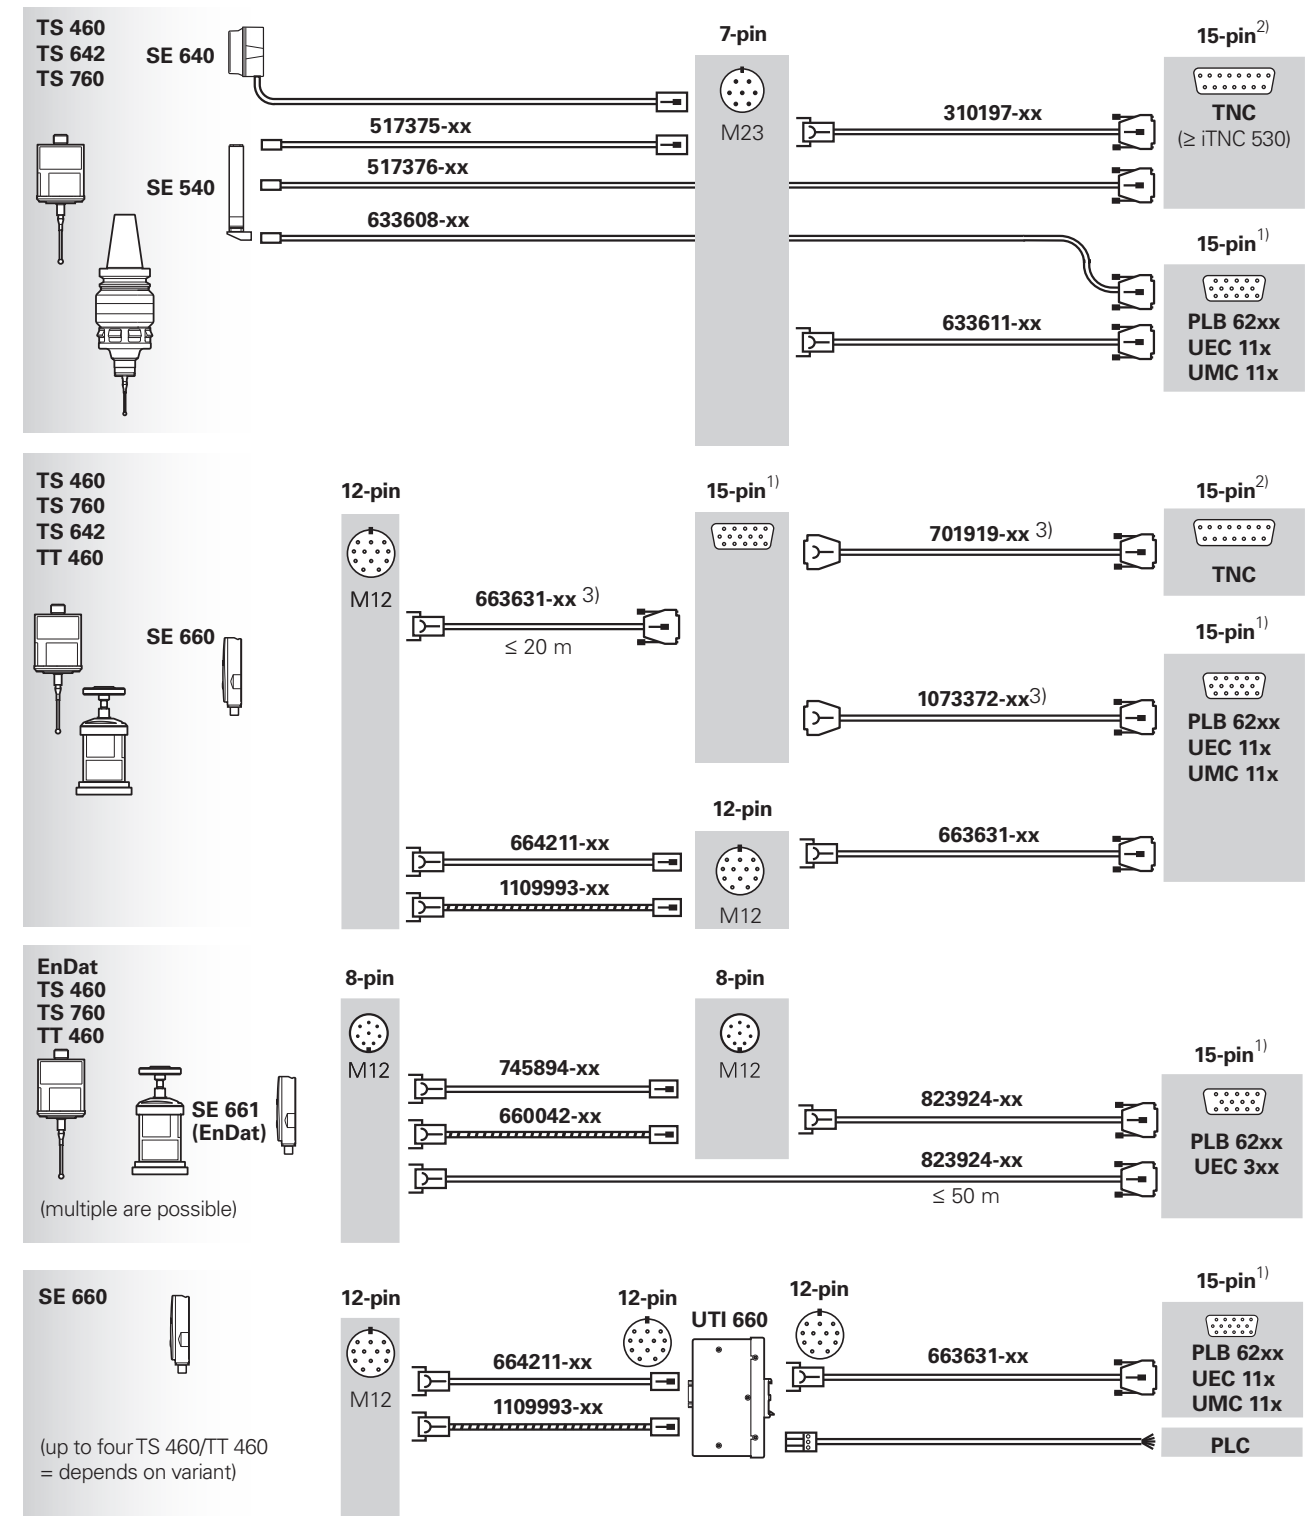 TS 460
TS 642
TS 760
SE 640
7-pin
15-pin2)
M23
517375-xx
310197-xx
TNC
(≥ iTNC 530)
517376-xx
SE 540
633608-xx
15-pin1)
633611-xx
PLB 62xx
UEC 11x
UMC 11x
TS 460
TS 760
TS 642
TT 460
12-pin
15-pin1)
15-pin2)
701919-xx 3)
TNC
M12
663631-xx 3)
≤ 20 m
SE 660
15-pin1)
1073372-xx3)
PLB 62xx
UEC 11x
UMC 11x
12-pin
664211-xx
663631-xx
1109993-xx
M12
EnDat
TS 460
TS 760
TT 460
8-pin
8-pin
15-pin1)
M12
745894-xx
M12
SE 661
(EnDat)
660042-xx
823924-xx
PLB 62xx
UEC 3xx
823924-xx
≤ 50 m
(multiple are possible)
SE 660
12-pin
12-pin
UTI 660
12-pin
15-pin1)
664211-xx
663631-xx
PLB 62xx
UEC 11x
UMC 11x
M12
1109993-xx
PLC
(up to four TS 460/TT 460
= depends on variant)